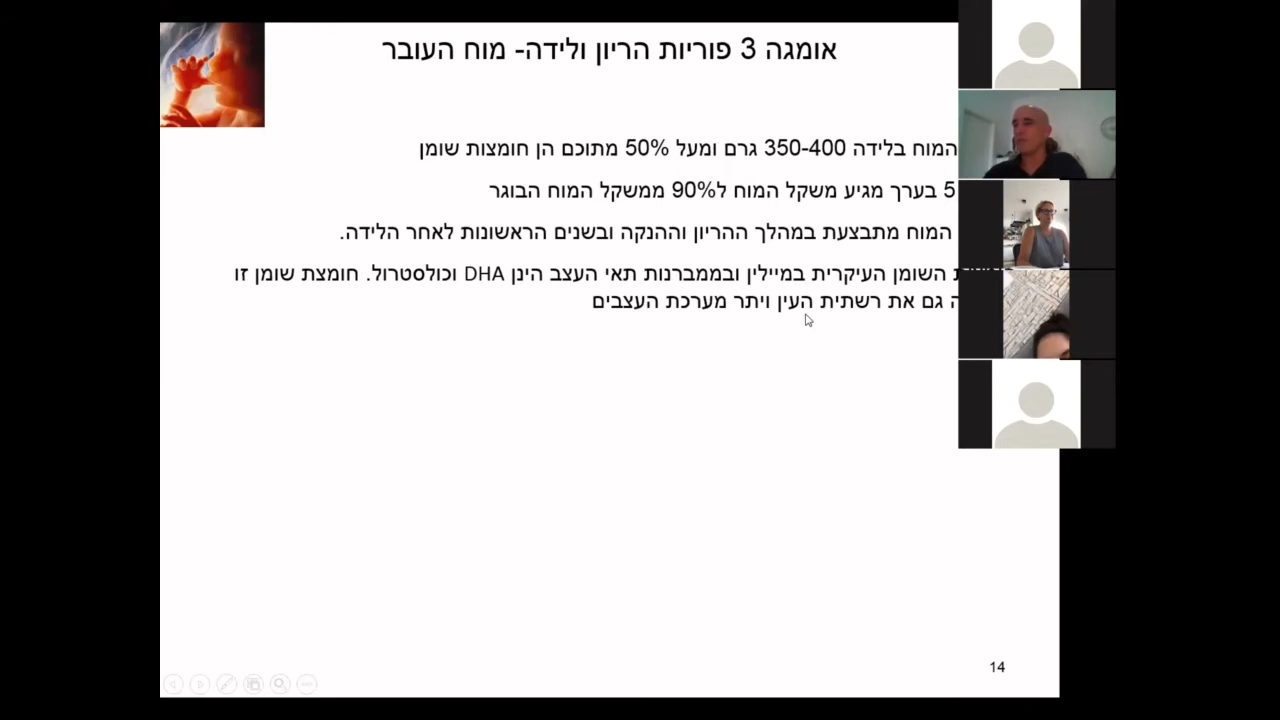 אומגה 3 פוריות הריון ולידה- מוח העובר
המוח בלידה 350-400 גרם ומעל 50% מתוכם הן חומצות שומן
5 בערך מגיע משקל המוח ל90% ממשקל המוח הבוגר
המוח מתבצעת במהלך ההריון וההנקה ובשנים הראשונות לאחר הלידה.
השומן העיקרית במיילין ובממברנות תאי העצב הינן DHA וכולסטרול. חומצת שומן זו
גם את רשתית העין ויתר מערכת העצבים
14